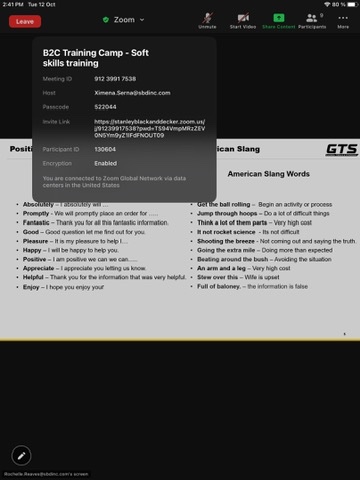 2:41 PM Tue 12 Oct
80 %
Leave
Zoom
Unmute
Start Video
Share Content
9
Participants
More
B2C Training Camp - Soft
skills training
Meeting ID 912 3991 7538
Host Ximena.Serna@sbdinc.com
Passcode 522044
Invite Link https://stanleyblackanddecker.zoom.us/
j/91239917538?pwd=TS94VmpMRzZEV
0N5Ym9yZ1lFdFNOUT09
Participant ID 130604
Encryption Enabled
You are connected to Zoom Global Network via data
centers in the United States
Positi
rican Slang
GTS
American Slang Words
• Absolutely – I absolutely will ...
• Promptly - We will promptly place an order for .....
• Fantastic – Thank you for all this fantastic information.
• Good – Good question let me find out for you.
• Pleasure – It is my pleasure to help I...
• Happy – I will be happy to help you.
• Positive – I am positive we can we can.....
• Appreciate – I appreciate you letting us know.
• Helpful – Thank you for the information that was very helpful.
• Enjoy – I hope you enjoy your
• Get the ball rolling – Begin an activity or process
• Jump through hoops – Do a lot of difficult things
• Think a lot of them parts – Very high cost
• It not rocket science - Its not difficult
• Shooting the breeze - Not coming out and saying the truth.
• Going the extra mile – Doing more than expected
• Beating around the bush – Avoiding the situation
• An arm and a leg – Very high cost
• Stew over this – Wife is upset
• Full of baloney. – the information is false
Rochelle.Reaves@sbdinc.com's screen